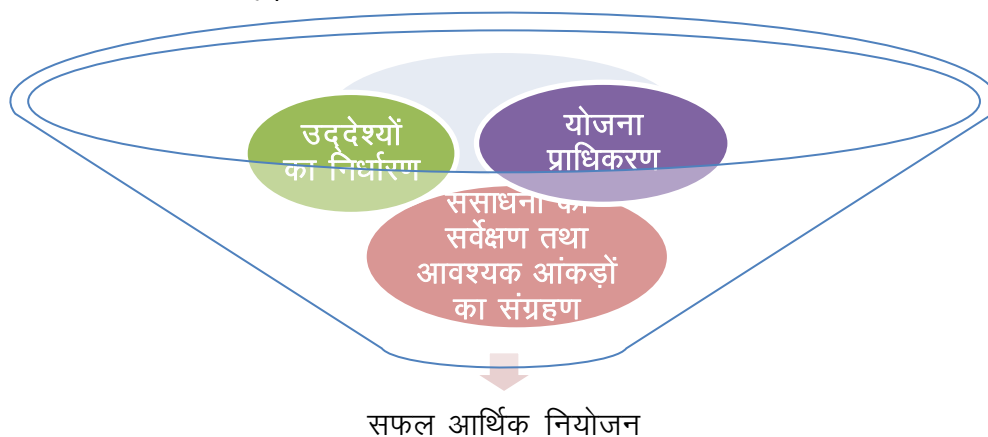 उद्देश्यों
का निर्धारण
योजना
प्राधिकरण
संसाधनों का
सर्वेक्षण तथा
आवश्यक आंकड़ों
का संग्रहण
सफल आर्थिक नियोजन